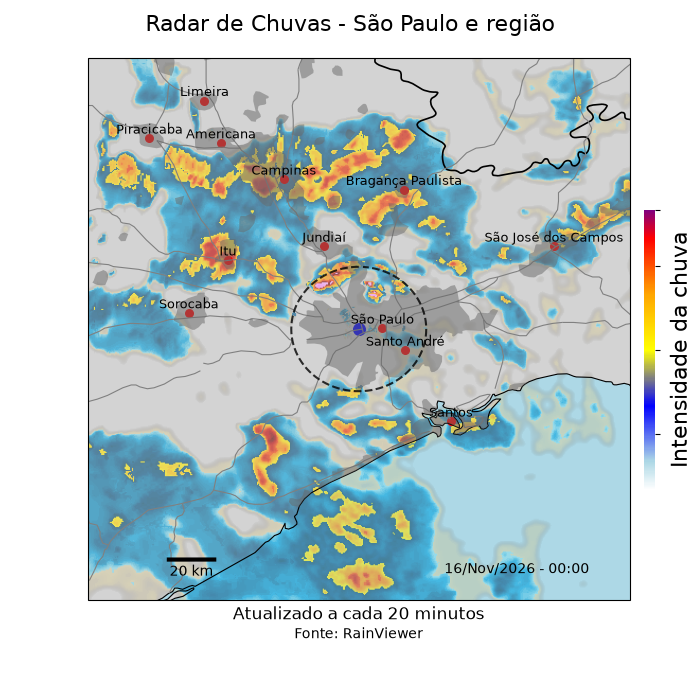 Radar de Chuvas - São Paulo e região
Limeira
Piracicaba
Americana
Campinas
Bragança Paulista
Jundiaí
São José dos Campos
Itu
Sorocaba
São Paulo
Santo André
Santos
Intensidade da chuva
20 km
16/Nov/2026 - 00:00
Atualizado a cada 20 minutos
Fonte: RainViewer